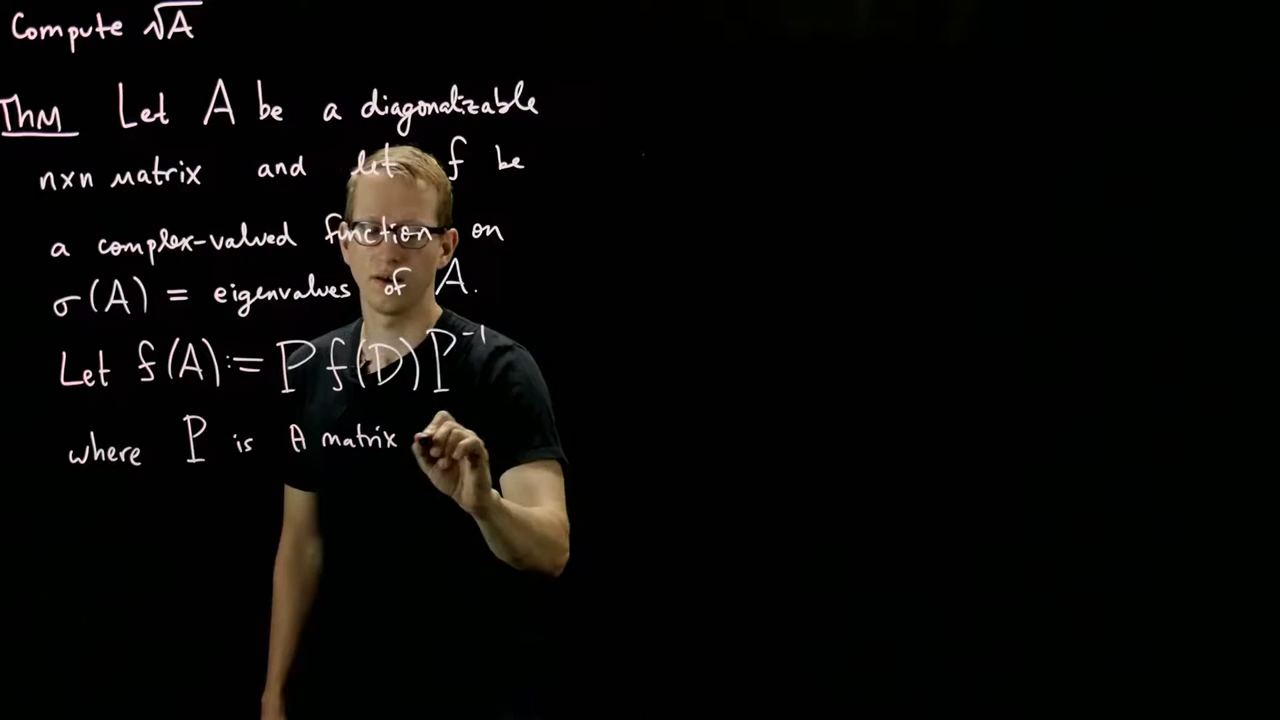 Compute √A
Thm Let A be a diagonalizable
n×n matrix and let f be
a complex-valued function on
σ(A) = eigenvalues of A.
Let f(A) := P f(D) P⁻¹
where P is A matrix